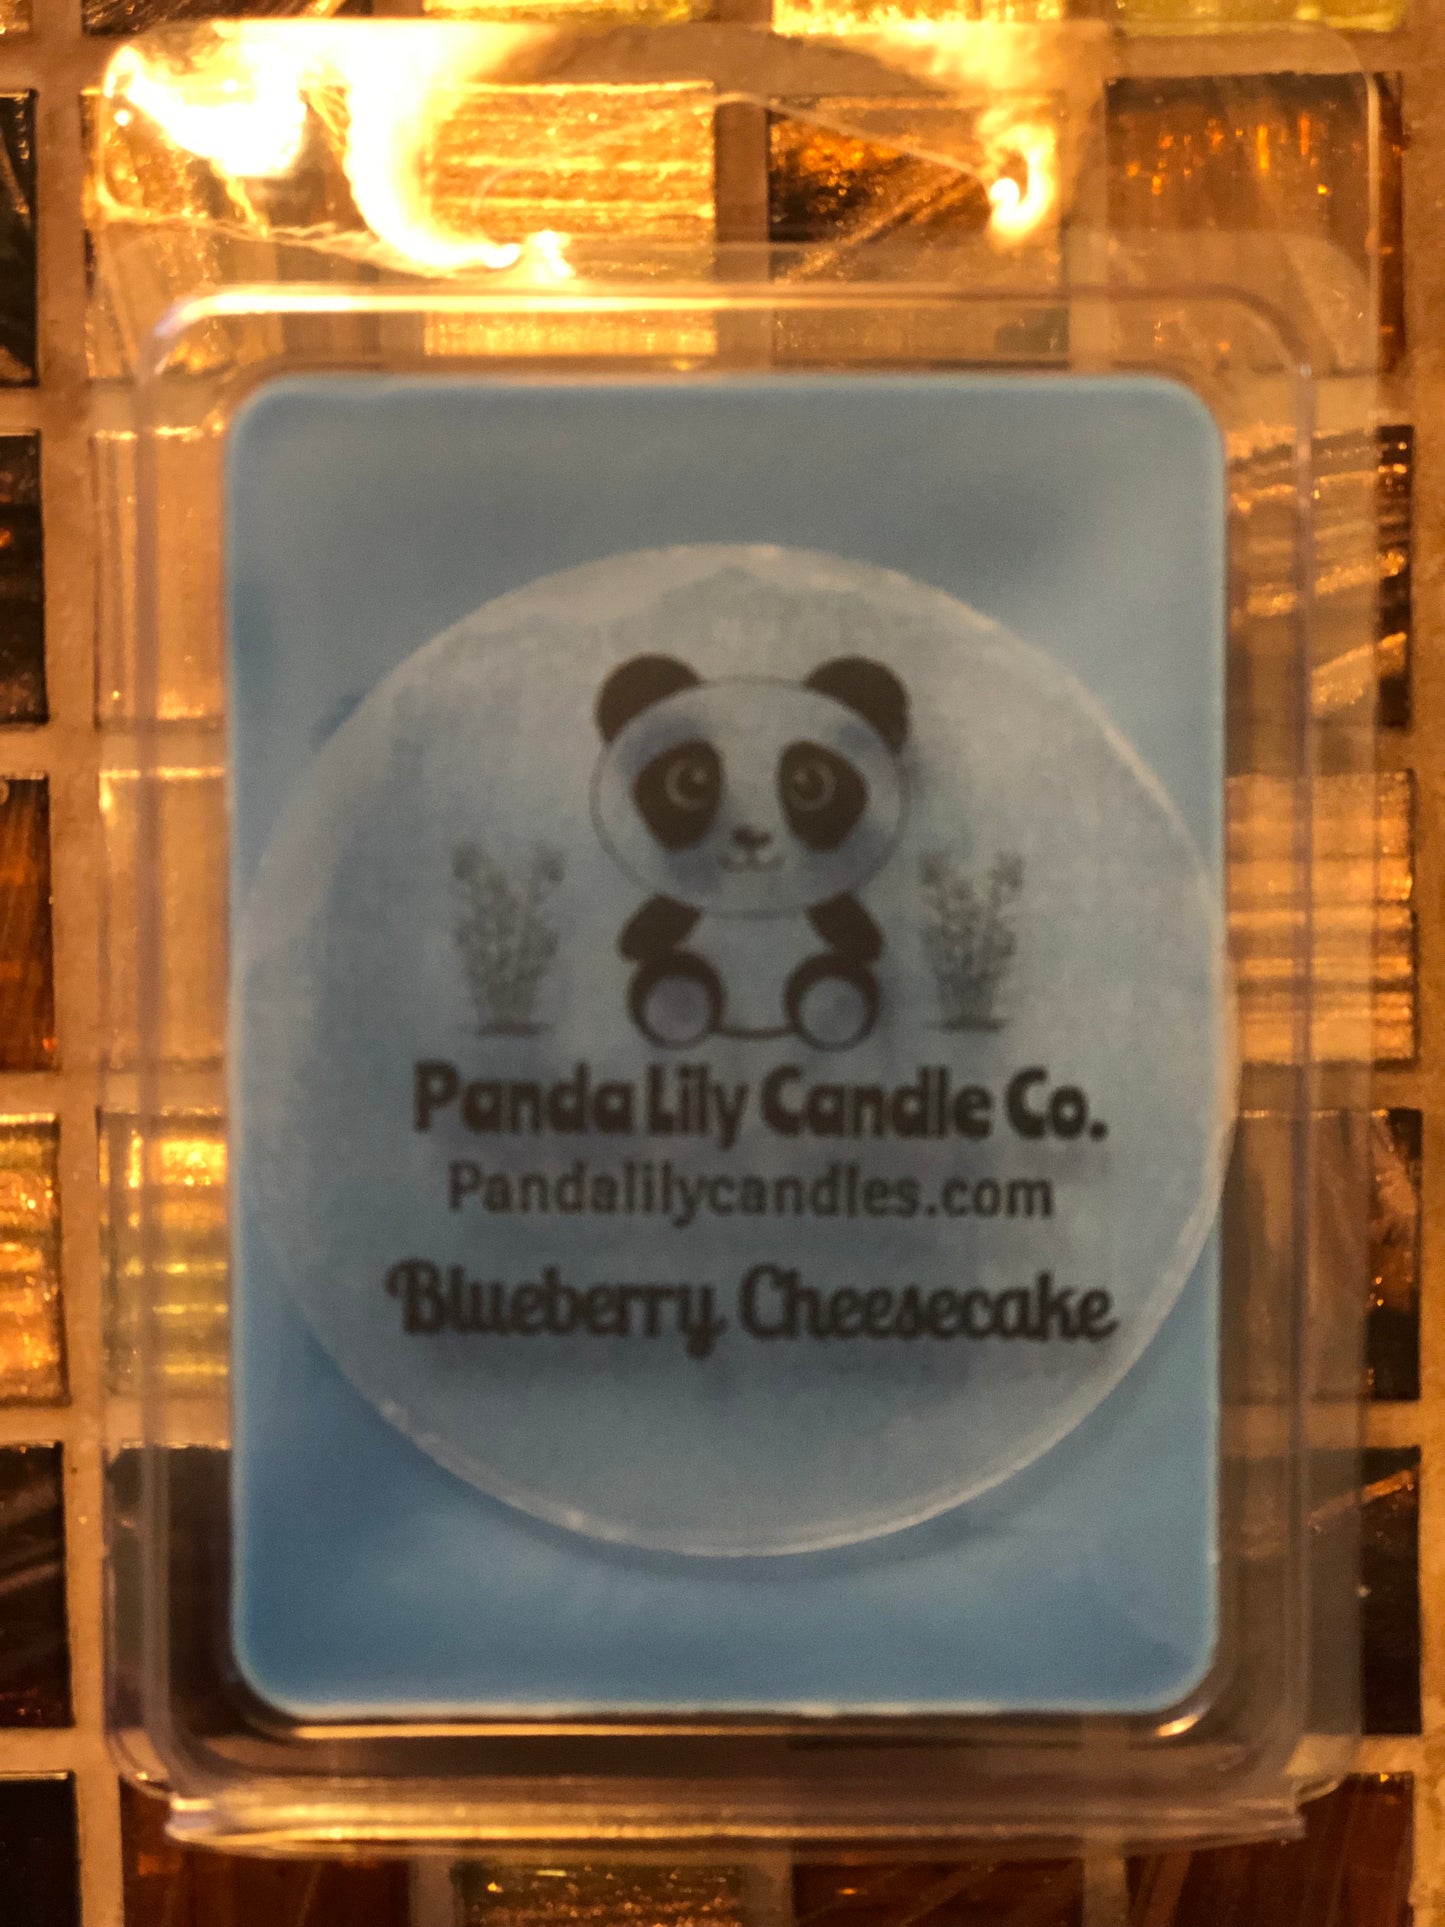 Panda Lily Candle Co.
Pandalilycandles.com
Blueberry Cheesecake